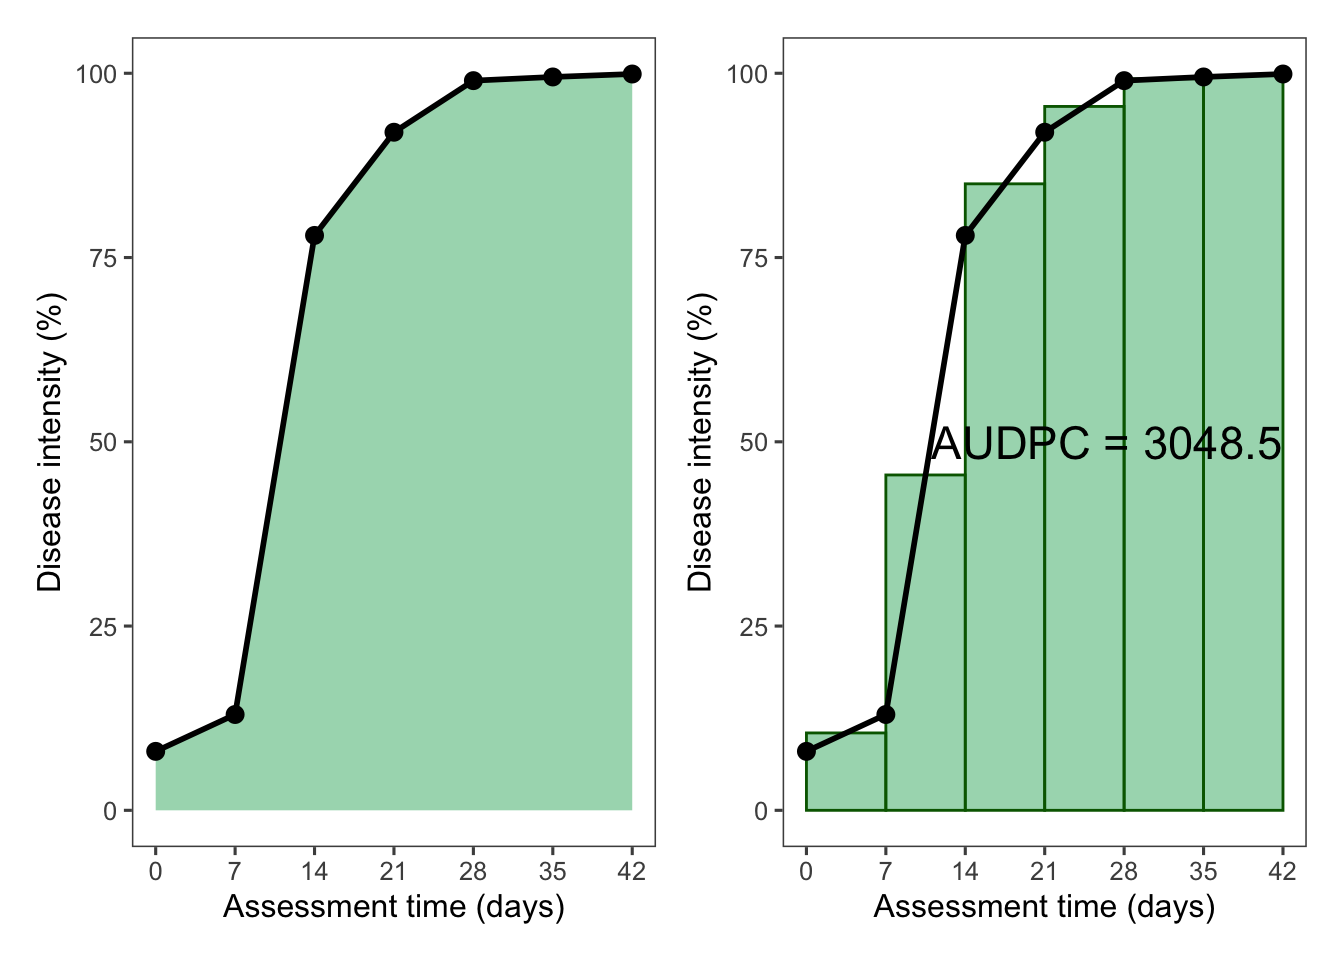 Disease intensity (%)
100
75
50
25
0
0 7 14 21 28 35 42
Assessment time (days)
Disease intensity (%)
100
75
50
25
0
AUDPC = 3048.5
0 7 14 21 28 35 42
Assessment time (days)